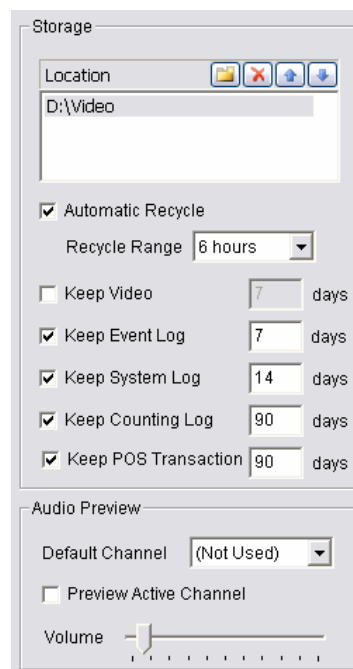 Storage
Location
D:\Video
Automatic Recycle
Recycle Range 6 hours
Keep Video 7 days
Keep Event Log 7 days
Keep System Log 14 days
Keep Counting Log 90 days
Keep POS Transaction 90 days
Audio Preview
Default Channel (Not Used)
Preview Active Channel
Volume